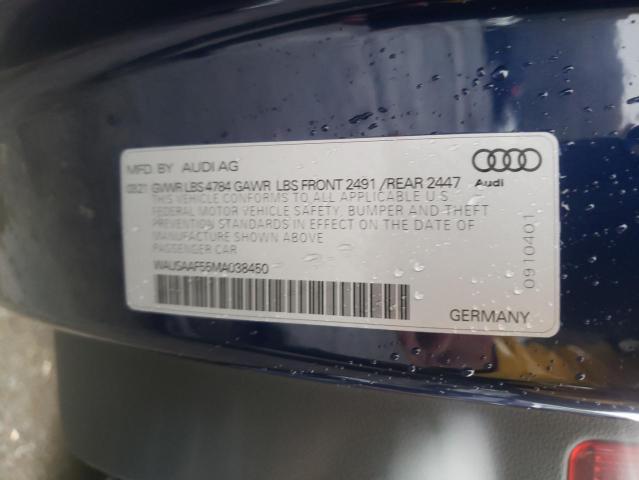 MFD. BY AUDI AG
08.21 GVWR LBS 4784 GAWR LBS FRONT 2491 /REAR 2447
THIS VEHICLE CONFORMS TO ALL APPLICABLE U.S.
FEDERAL MOTOR VEHICLE SAFETY, BUMPER AND THEFT
PREVENTION STANDARDS IN EFFECT ON THE DATE OF
MANUFACTURE SHOWN ABOVE
PASSENGER CAR
WAUSAAF55MA038450
GERMANY
Audi
0910401